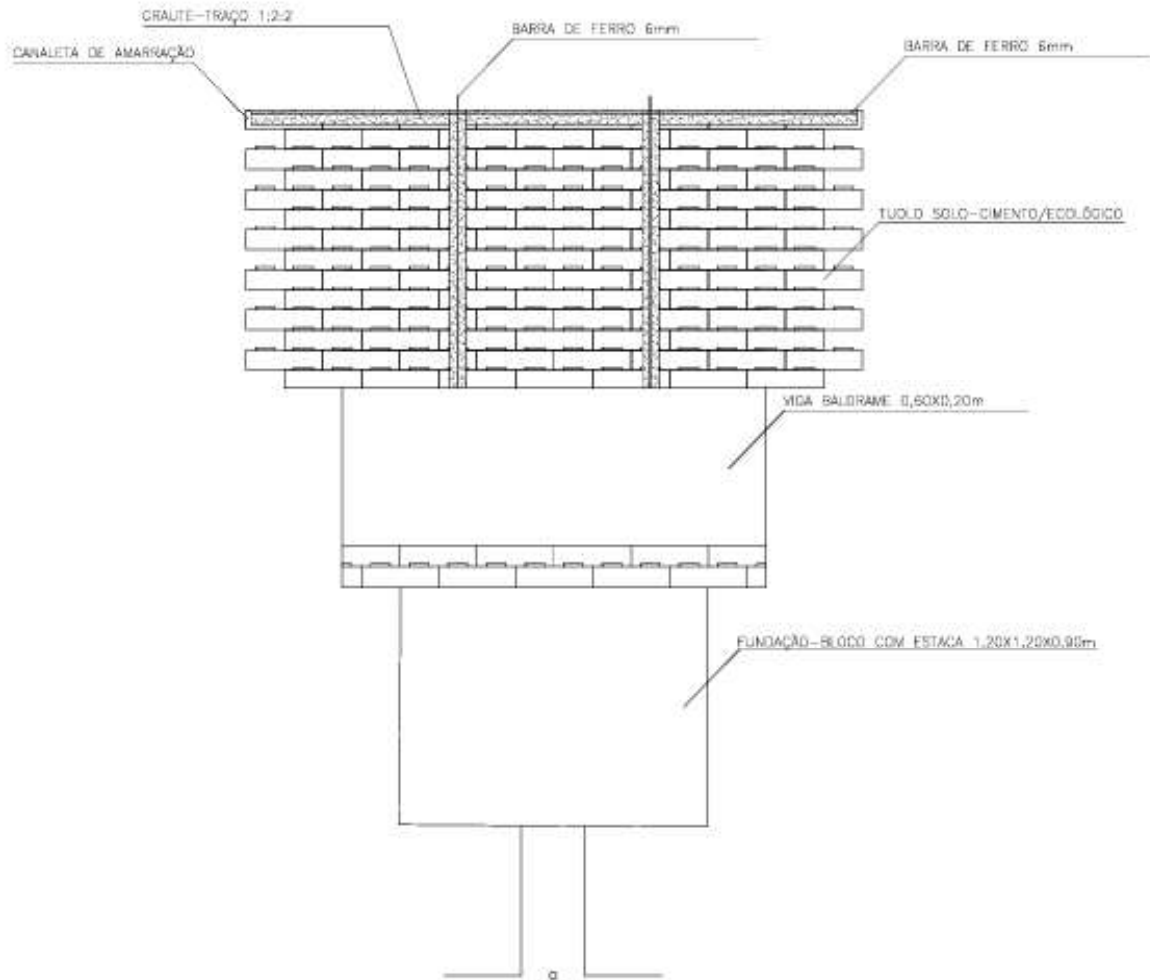 GRAUTE-TRAÇO 1:2:2
BARRA DE FERRO 6mm
BARRA DE FERRO 6mm
CANALETA DE AMARRAÇÃO
TIJOLO SOLO-CIMENTO/ECOLÓGICO
VIGA BALDRAME 0,60X0,20m
FUNDAÇÃO-BLOCO COM ESTACA 1,20X1,20X0,90m
a